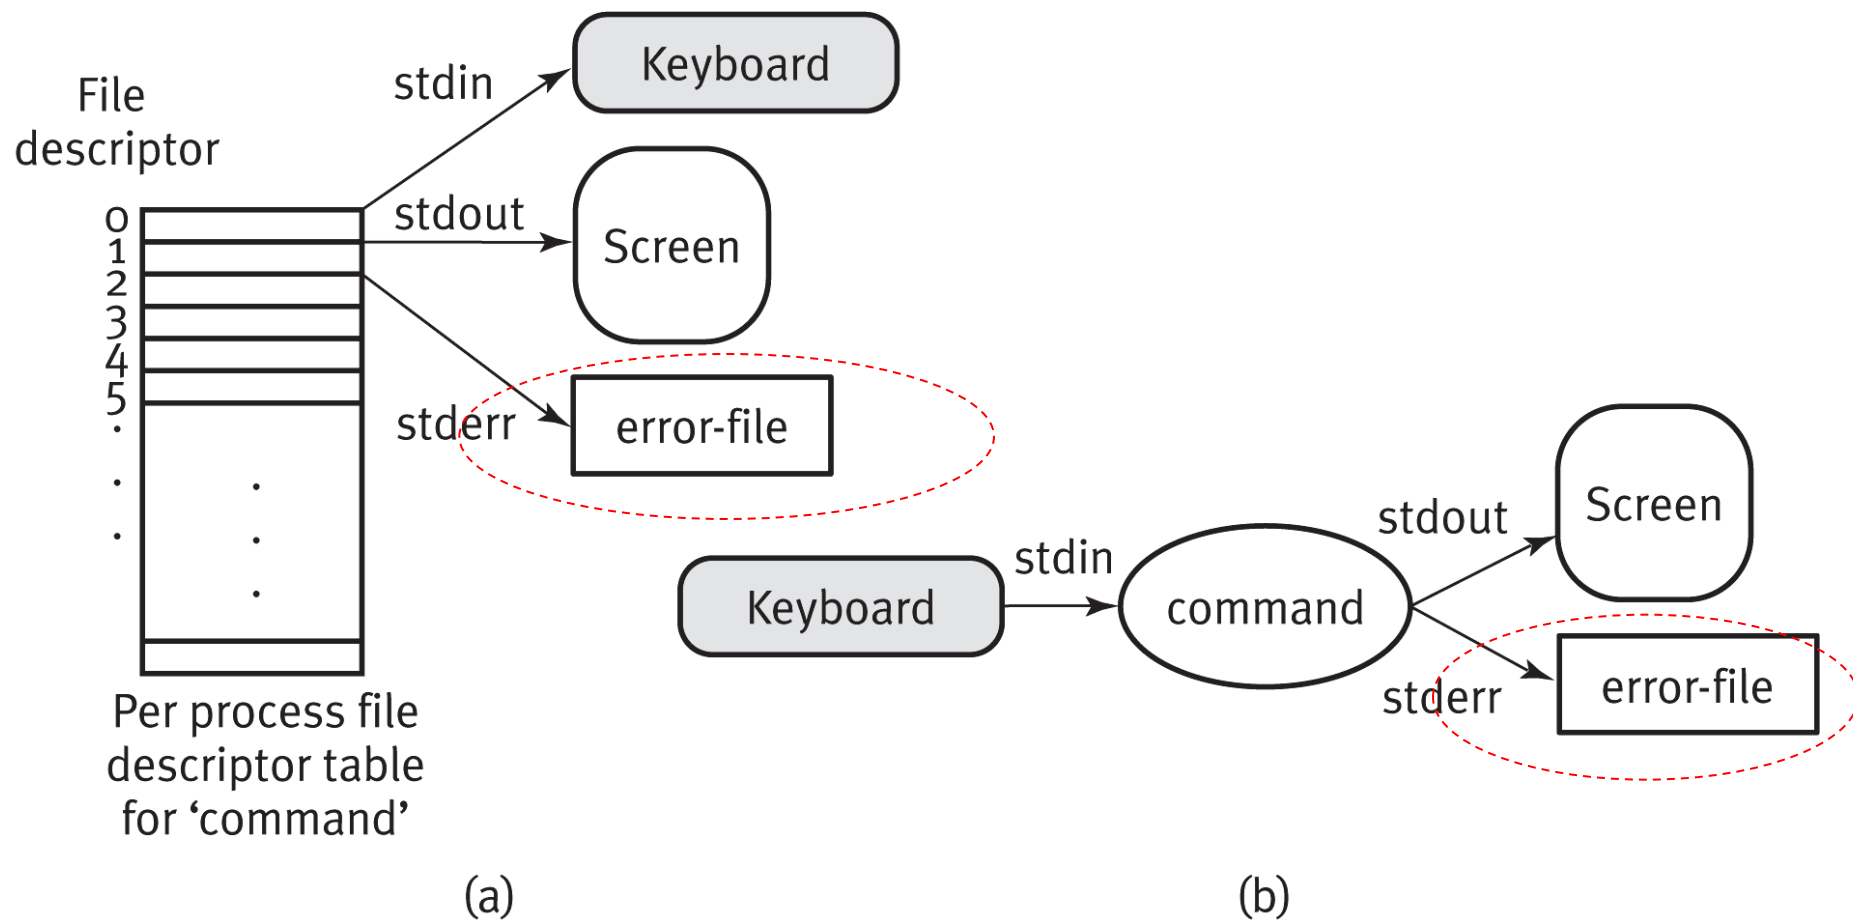 File
descriptor
0
1
2
3
4
5
stdin
Keyboard
stdout
Screen
stderr
error-file
Per process file
descriptor table
for ‘command’
(a)
Keyboard
stdin
command
stdout
Screen
stderr
error-file
(b)